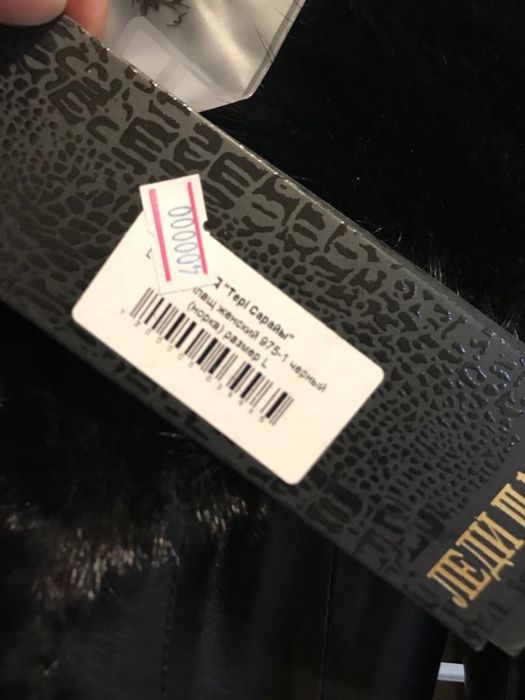 400000
"Тері Сарайы"
плащ женский 975-1 черный
(норка) размер L
ЛЕДИ